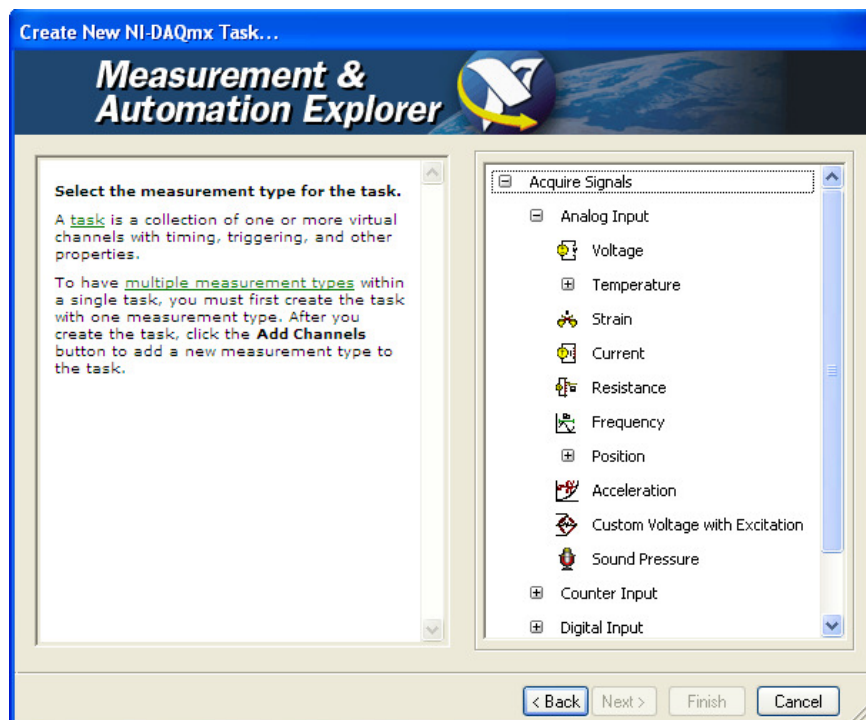 Create New NI-DAQmx Task...
Measurement &
Automation Explorer
Select the measurement type for the task.
A task is a collection of one or more virtual
channels with timing, triggering, and other
properties.
To have multiple measurement types within
a single task, you must first create the task
with one measurement type. After you
create the task, click the Add Channels
button to add a new measurement type to
the task.
Acquire Signals
Analog Input
Voltage
Temperature
Strain
Current
Resistance
Frequency
Position
Acceleration
Custom Voltage with Excitation
Sound Pressure
Counter Input
Digital Input
< Back
Next >
Finish
Cancel